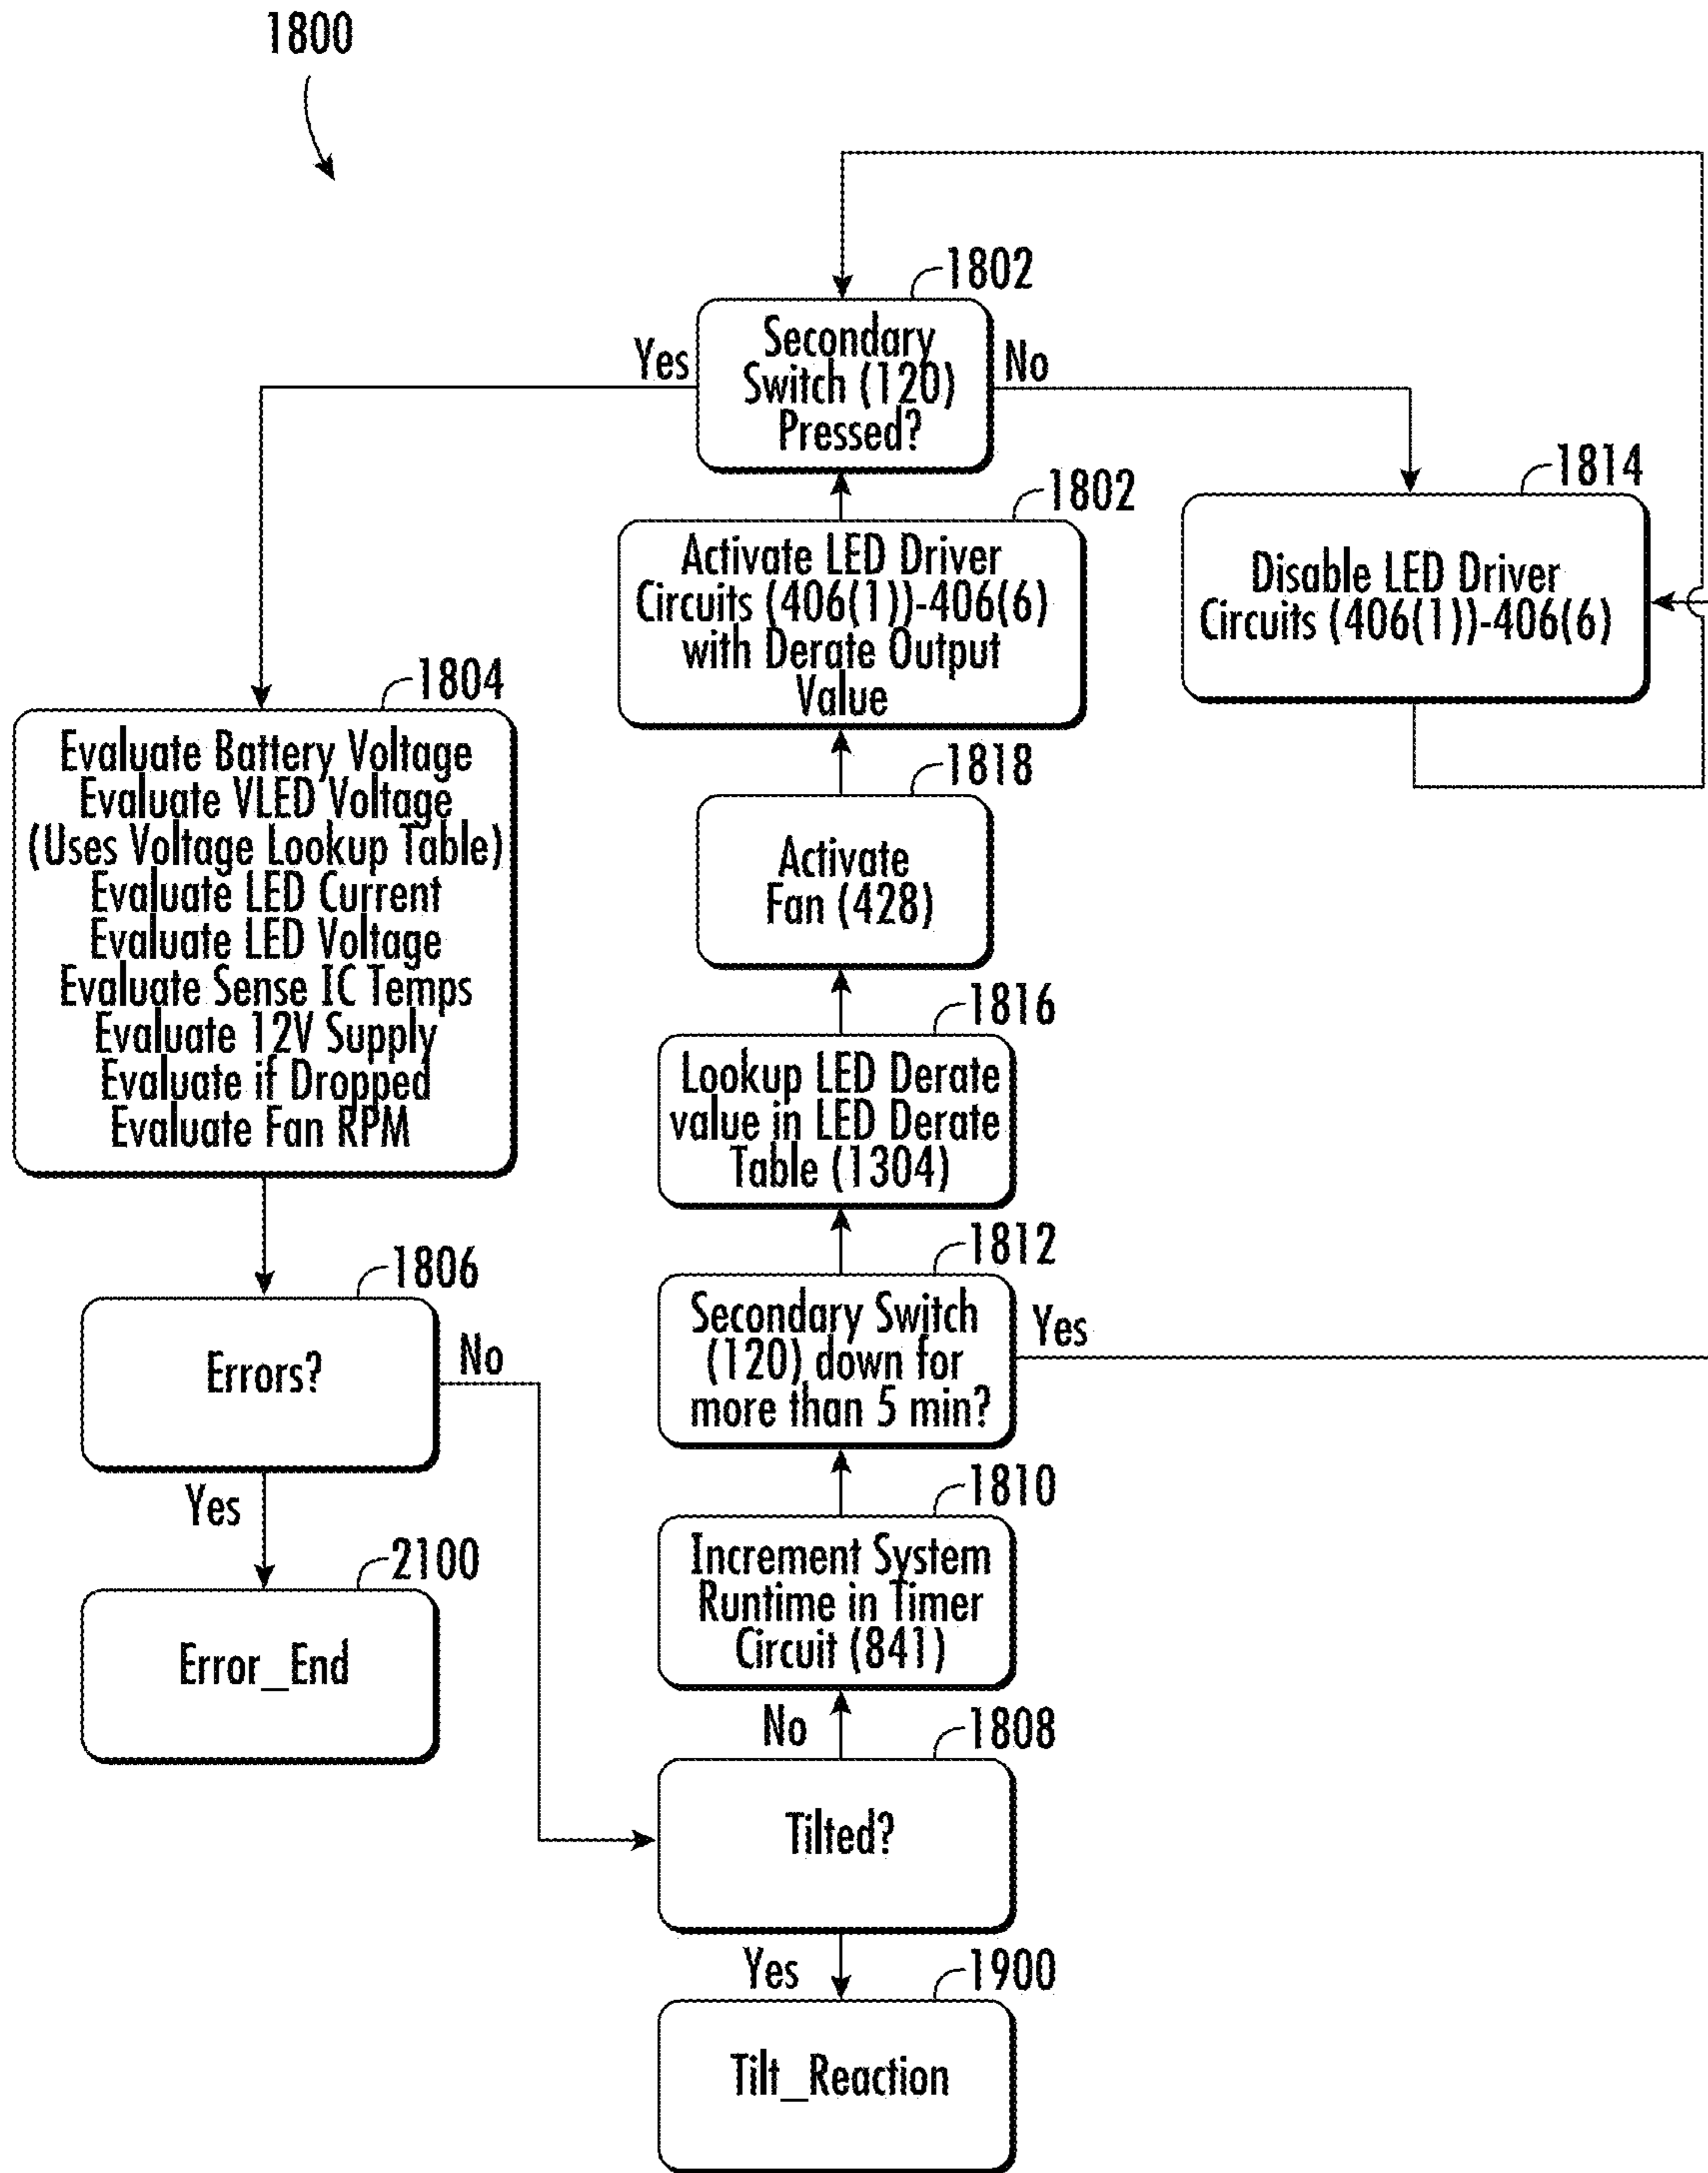 1800
1802
Secondary
Switch (120)
Pressed?
Yes
No
1802
Activate LED Driver
Circuits (406(1))-406(6)
with Derate Output
Value
1814
Disable LED Driver
Circuits (406(1))-406(6)
1804
Evaluate Battery Voltage
Evaluate VLED Voltage
(Uses Voltage Lookup Table)
Evaluate LED Current
Evaluate LED Voltage
Evaluate Sense IC Temps
Evaluate 12V Supply
Evaluate if Dropped
Evaluate Fan RPM
1818
Activate
Fan (428)
1816
Lookup LED Derate
value in LED Derate
Table (1304)
1812
Secondary Switch
(120) down for
more than 5 min?
Yes
1806
Errors?
No
Yes
2100
Error_End
1810
Increment System
Runtime in Timer
Circuit (841)
No
1808
Tilted?
Yes
1900
Tilt_Reaction